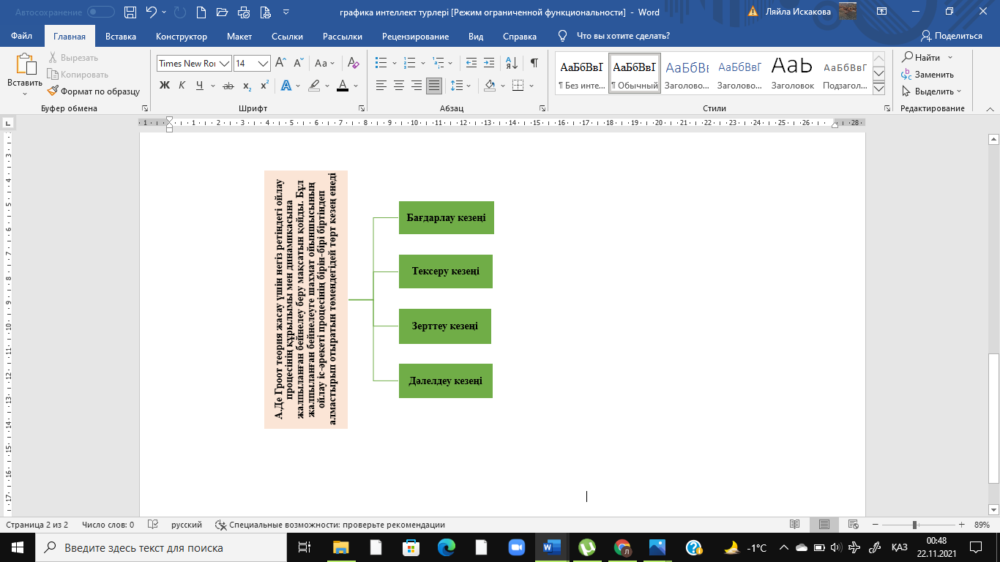 Автосохранение
графика интеллект турлері [Режим ограниченной функциональности] - Word
Ляйла Искакова
Файл Главная Вставка Конструктор Макет Ссылки Рассылки Рецензирование Вид Справка Что вы хотите сделать? Поделиться
Вставить
Вырезать
Копировать
Формат по образцу
Буфер обмена
Times New Ro 14
Ж К Ч ab x₂ x²
Шрифт
Абзац
АаБбВвГ АаБбВвГ АаБбВв АаБбВвГ АаЬ АаБбВвГ
¶ Без инте... ¶ Обычный Заголово... Заголово... Заголовок Подзагол...
Стили
Найти
Заменить
Выделить
Редактирование
А.Де Гроот теория жасау үшін негіз ретіндегі ойлау
процесінің құрылымы мен динамикасына
жалпыланған бейнелеу беру мақсатын қойды. Бұл
жалпыланған бейнелеуге шахмат ойыншысының
ойлау іс-әрекеті процесінің бірін-бірі біртіндеп
алмастырып отыратын төмендегідей төрт кезең енеді
Бағдарлау кезеңі
Тексеру кезеңі
Зерттеу кезеңі
Дәлелдеу кезеңі
Страница 2 из 2 Число слов: 0 русский Специальные возможности: проверьте рекомендации 89%
Введите здесь текст для поиска
-1°C
ҚАЗ
00:48
22.11.2021